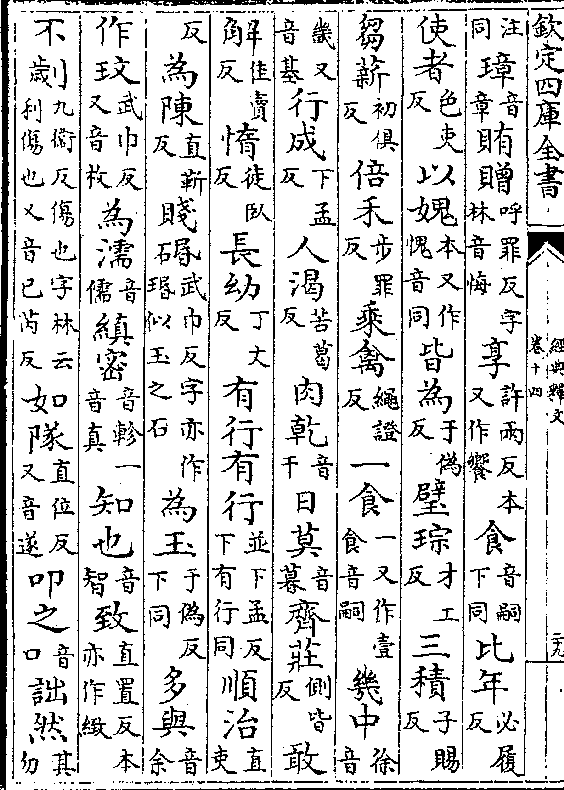 欽定四庫全書
經典釋文
卷十四
注同璋音章賄贈呼罪反字林音悔享許兩反本又作饗食音嗣下同比年必履反
使者色吏反以媿本又作愧音同皆為于偽反璧琮才工反三積子賜反
芻薪初俱反倍禾步罪反乘禽繩證反一食一又作壹食音嗣幾中徐音
畿又音基行成下孟反人渴苦葛反肉乾音干日莫音暮齊莊側皆反敢
解佳賣反惰徒臥反長幼丁丈反有行有行並下孟反下有行同順治直吏
反為陳直靳反賤碈武巾反字亦作瑉似玉之石為玉于偽反下同多與音余
作玟武巾反又音枚為濡音儒縝密音軫一音真知也音智致直置反本亦作緻
不劌九衞反傷也字林云利傷也又音已芮反如隊直位反又音遂叩之音口詘然其勿